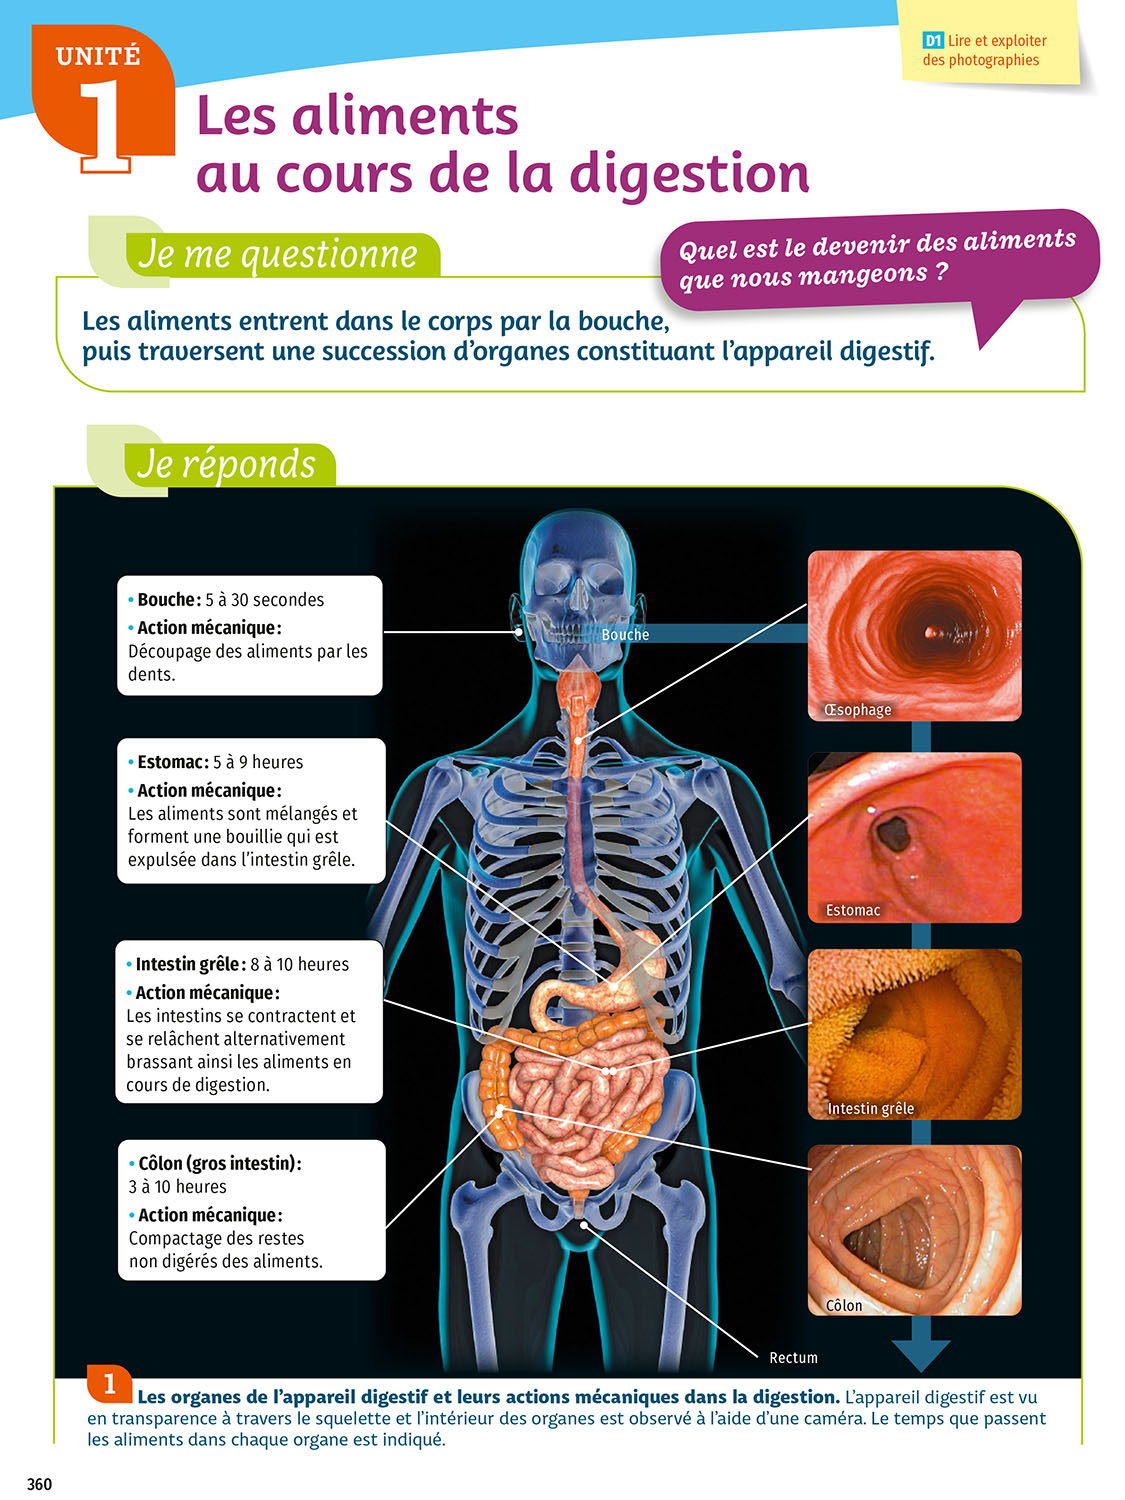 UNITÉ
1
D1 Lire et exploiter
des photographies
Les aliments
au cours de la digestion
Je me questionne
Quel est le devenir des aliments
que nous mangeons ?
Les aliments entrent dans le corps par la bouche,
puis traversent une succession d'organes constituant l'appareil digestif.
Je réponds
• Bouche : 5 à 30 secondes
• Action mécanique :
Découpage des aliments par les
dents.
Bouche
Œsophage
• Estomac : 5 à 9 heures
• Action mécanique :
Les aliments sont mélangés et
forment une bouillie qui est
expulsée dans l'intestin grêle.
Estomac
• Intestin grêle : 8 à 10 heures
• Action mécanique :
Les intestins se contractent et
se relâchent alternativement
brassant ainsi les aliments en
cours de digestion.
Intestin grêle
• Côlon (gros intestin) :
3 à 10 heures
• Action mécanique :
Compactage des restes
non digérés des aliments.
Côlon
Rectum
1 Les organes de l'appareil digestif et leurs actions mécaniques dans la digestion. L'appareil digestif est vu
en transparence à travers le squelette et l'intérieur des organes est observé à l'aide d'une caméra. Le temps que passent
les aliments dans chaque organe est indiqué.
360